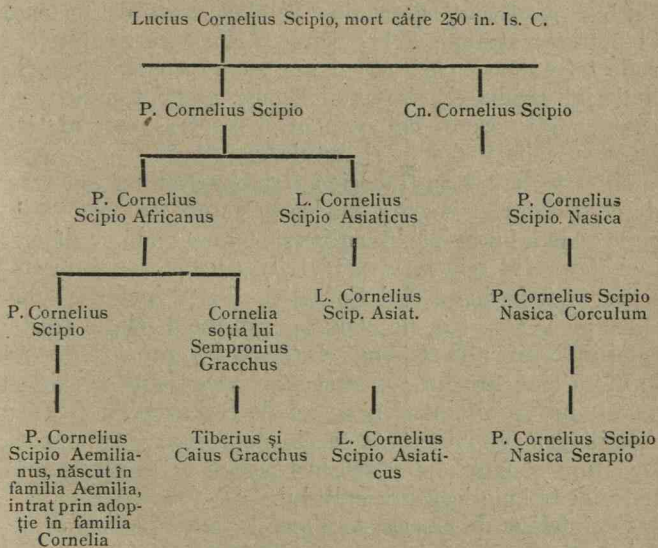 Lucius Cornelius Scipio, mort către 250 în. Is. C.
P. Cornelius Scipio
Cn. Cornelius Scipio
P. Cornelius
Scipio Africanus
L. Cornelius
Scipio Asiaticus
P. Cornelius
Scipio. Nasica
P. Cornelius
Scipio
Cornelia
soția lui
Sempronius
Gracchus
L. Cornelius
Scip. Asiat.
P. Cornelius Scipio
Nasica Corculum
P. Cornelius
Scipio Aemilia-
nus, născut în
familia Aemilia,
intrat prin adop-
ție în familia
Cornelia
Tiberius și
Caius Gracchus
L. Cornelius
Scipio Asiati-
cus
P. Cornelius Scipio
Nasica Serapio